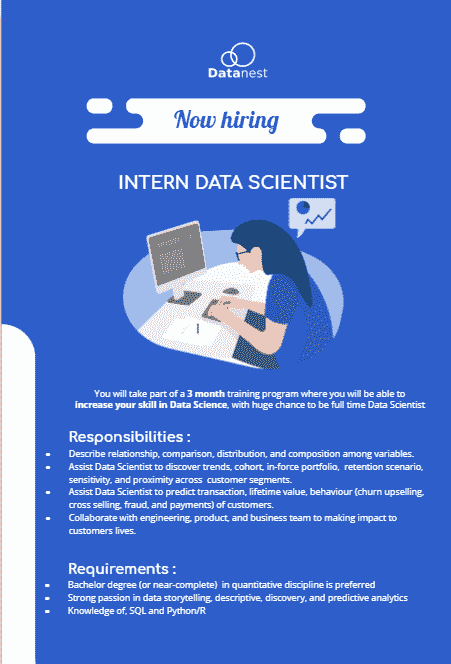 Datanest
Now hiring
INTERN DATA SCIENTIST
You will take part of a 3 month training program where you will be able to
increase your skill in Data Science, with huge chance to be full time Data Scientist
Responsibilities :
Describe relationship, comparison, distribution, and composition among variables.
Assist Data Scientist to discover trends, cohort, in-force portfolio, retention scenario,
sensitivity, and proximity across customer segments.
Assist Data Scientist to predict transaction, lifetime value, behaviour (churn upselling,
cross selling, fraud, and payments) of customers.
Collaborate with engineering, product, and business team to making impact to
customers lives.
Requirements :
Bachelor degree (or near-complete) in quantitative discipline is preferred
Strong passion in data storytelling, descriptive, discovery, and predictive analytics
Knowledge of, SQL and Python/R